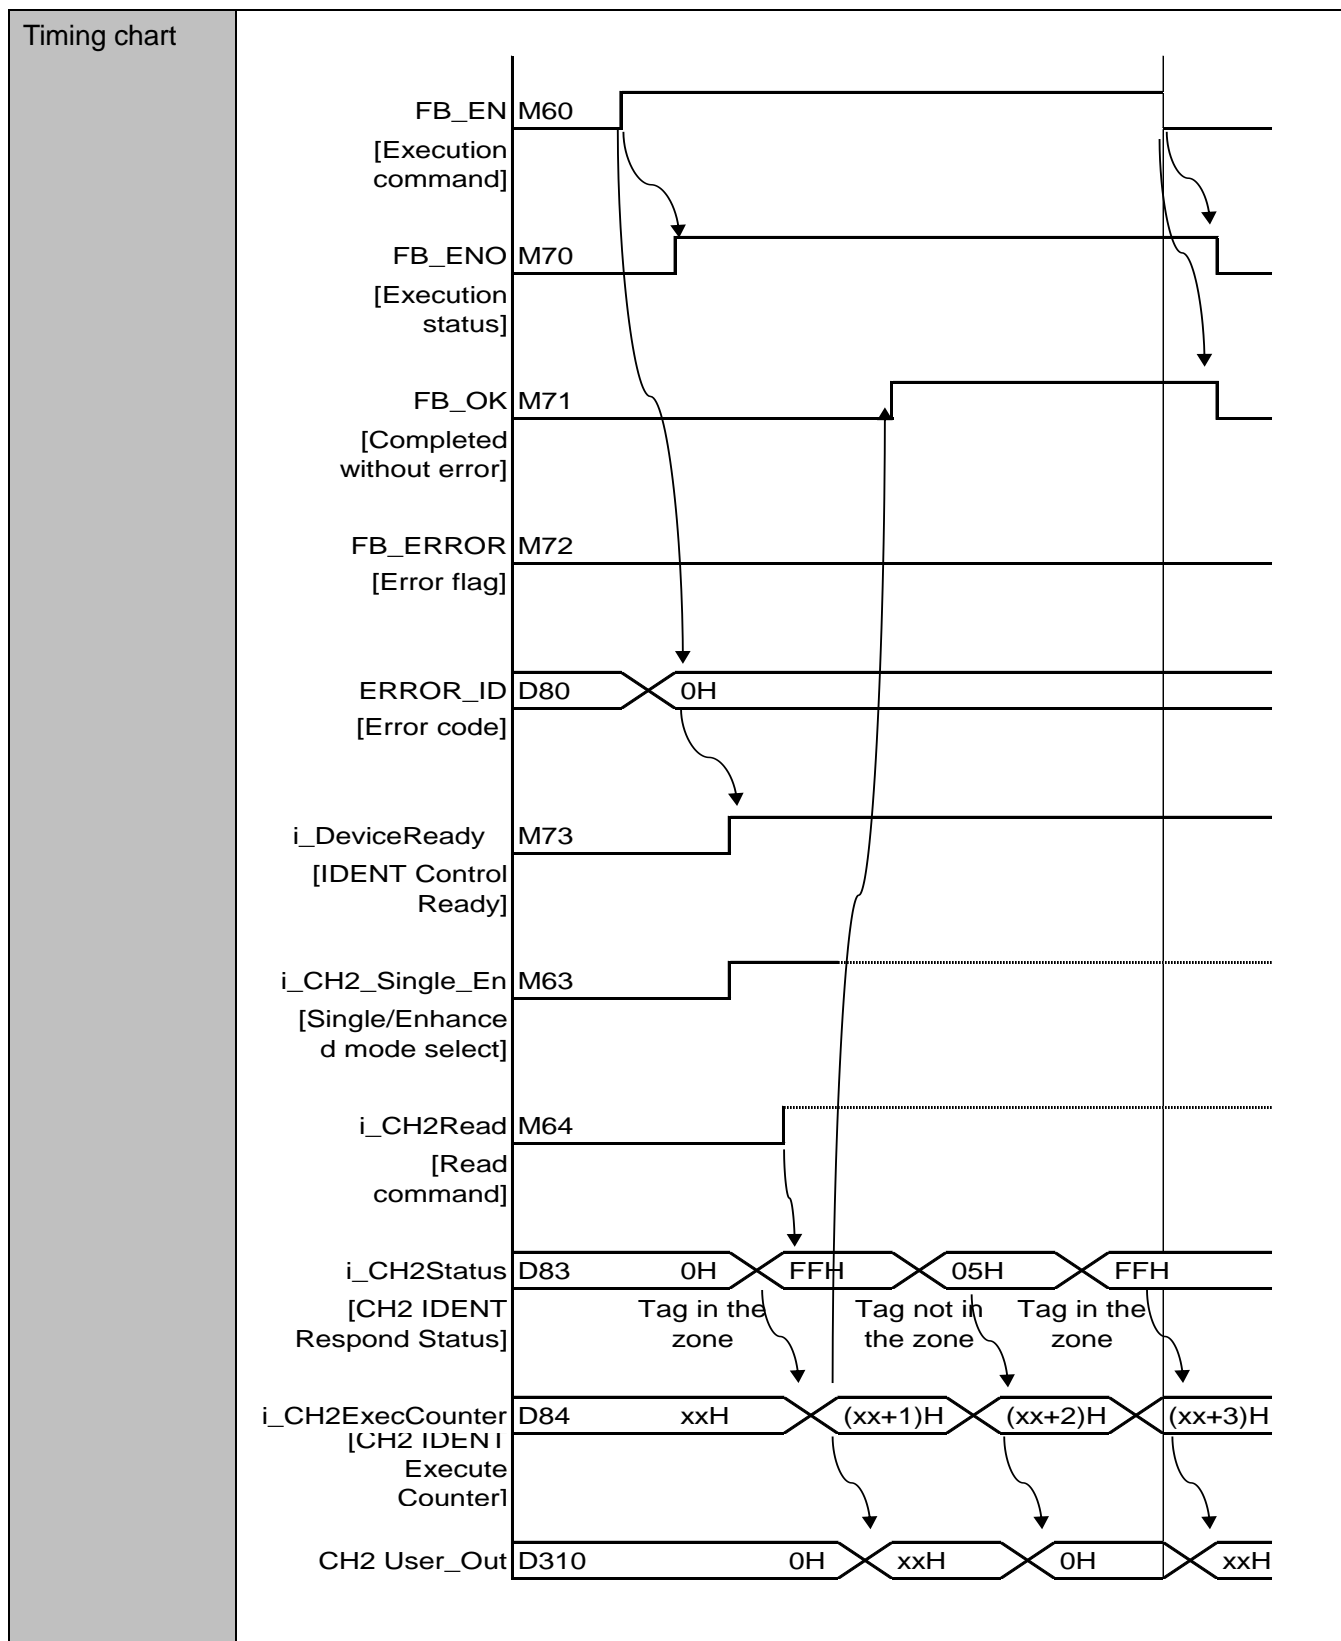 Timing chart
FB_EN M60
[Execution
command]
FB_ENO M70
[Execution
status]
FB_OK M71
[Completed
without error]
FB_ERROR M72
[Error flag]
ERROR_ID D80 0H
[Error code]
i_DeviceReady M73
[IDENT Control
Ready]
i_CH2_Single_En M63
[Single/Enhance
d mode select]
i_CH2Read M64
[Read
command]
i_CH2Status D83 0H FFH 05H FFH
[CH2 IDENT
Respond Status]
Tag in the
zone
Tag not in
the zone
Tag in the
zone
i_CH2ExecCounter D84 xxH (xx+1)H (xx+2)H (xx+3)H
[CH2 IDENT
Execute
Counter]
CH2 User_Out D310 0H xxH 0H xxH